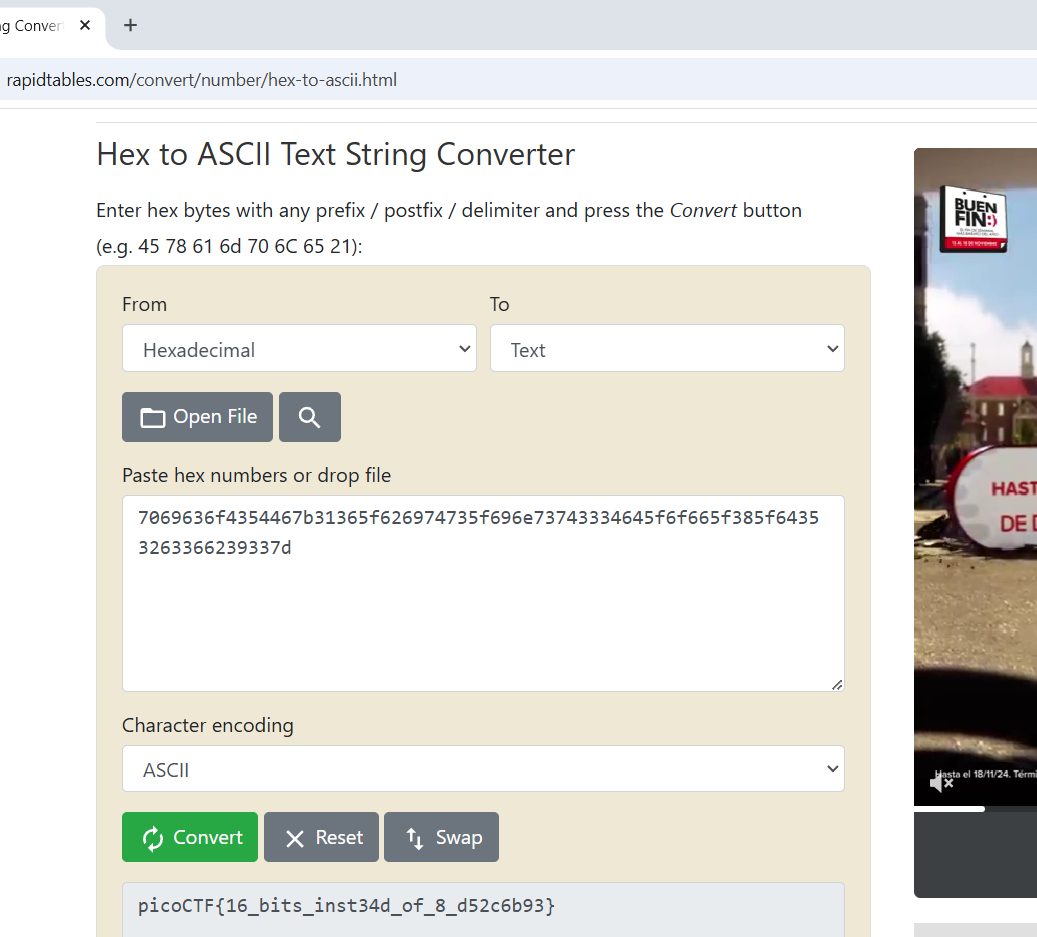 ng Conver
rapidtables.com/convert/number/hex-to-ascii.html
Hex to ASCII Text String Converter
Enter hex bytes with any prefix / postfix / delimiter and press the Convert button
(e.g. 45 78 61 6d 70 6C 65 21):
From
To
Hexadecimal
Text
Open File
Paste hex numbers or drop file
7069636f4354467b31365f626974735f696e73743334645f6f665f385f6435
3263366239337d
Character encoding
ASCII
Convert
Reset
Swap
picoCTF{16_bits_inst34d_of_8_d52c6b93}
BUEN
FIN
HAST
DE D
Hasta el 18/11/24. Térmi